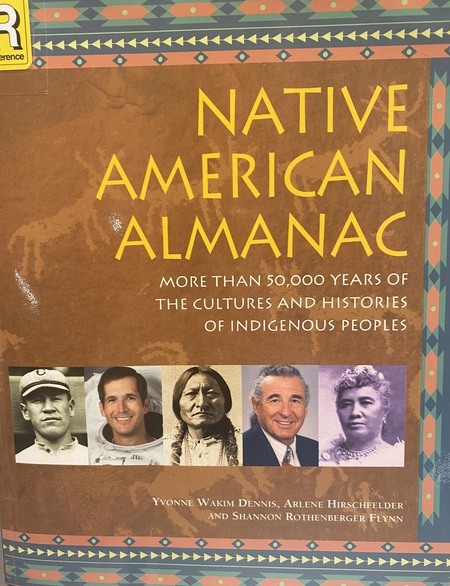 R
erence
NATIVE
AMERICAN
ALMANAC
MORE THAN 50,000 YEARS OF
THE CULTURES AND HISTORIES
OF INDIGENOUS PEOPLES
C
YVONNE WAKIM DENNIS, ARLENE HIRSCHFELDER
AND SHANNON ROTHENBERGER FLYNN